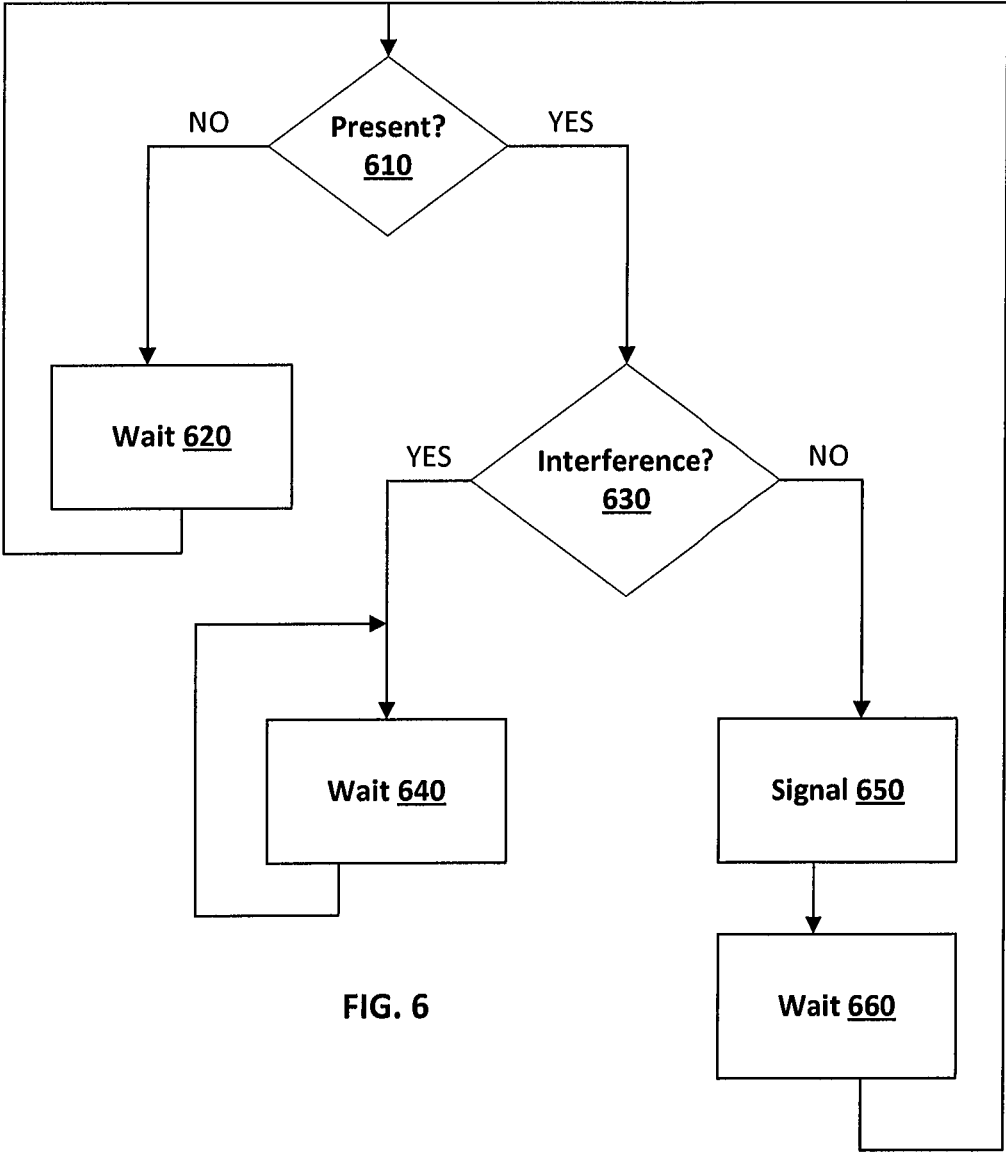 NO
YES
Present?
610
Wait 620
YES
Interference?
630
NO
Wait 640
Signal 650
Wait 660
FIG. 6